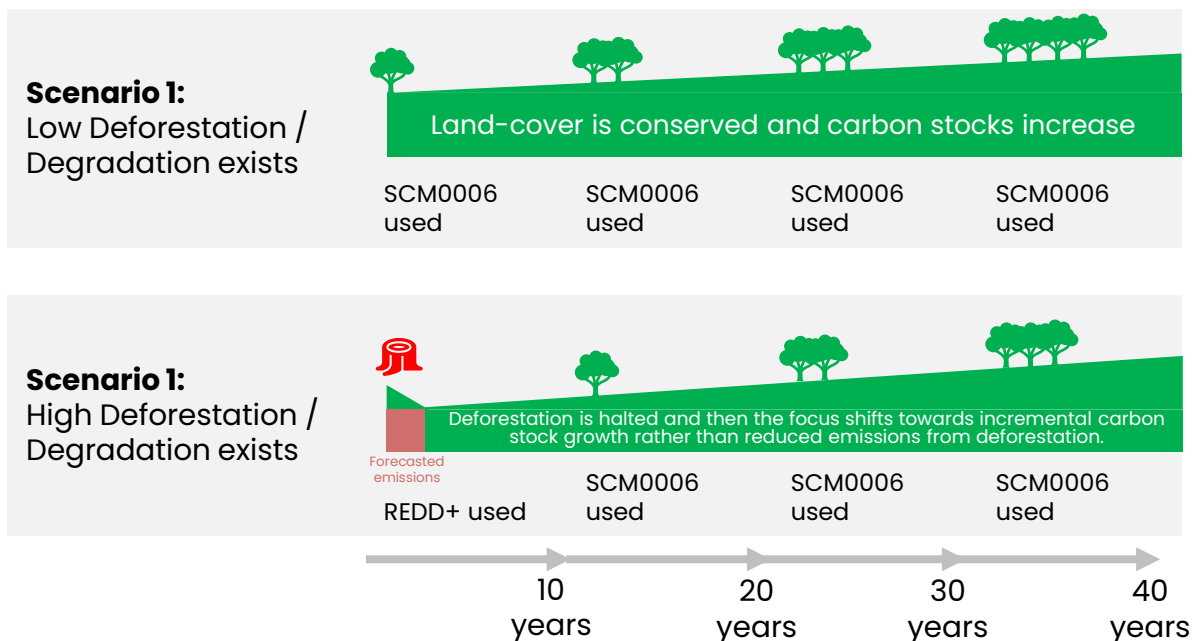 Scenario 1:
Low Deforestation /
Degradation exists
Land-cover is conserved and carbon stocks increase
SCM0006
used
SCM0006
used
SCM0006
used
SCM0006
used
Scenario 1:
High Deforestation /
Degradation exists
Deforestation is halted and then the focus shifts towards incremental carbon
stock growth rather than reduced emissions from deforestation.
Forecasted
emissions
REDD+ used
SCM0006
used
SCM0006
used
SCM0006
used
10
years
20
years
30
years
40
years